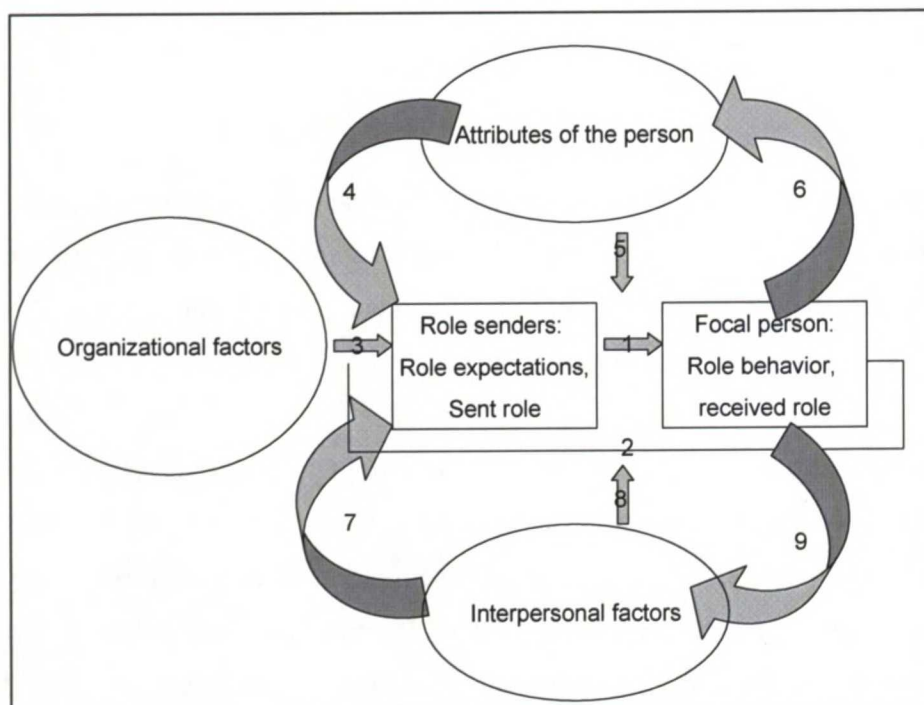 Attributes of the person
4
6
5
Organizational factors
3
Role senders:
Role expectations,
Sent role
1
Focal person:
Role behavior,
received role
2
7
8
9
Interpersonal factors